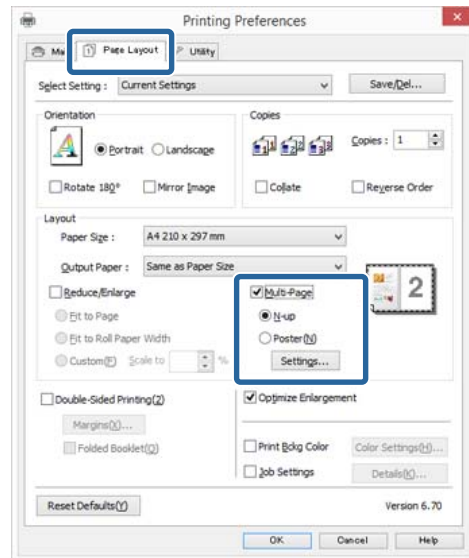 Printing Preferences
Ma Page Layout Utility
Select Setting : Current Settings Save/Del...
Orientation
Portrait Landscape
Rotate 180° Mirror Image
Copies
Copies : 1
Collate Reverse Order
Layout
Paper Size : A4 210 x 297 mm
Output Paper : Same as Paper Size
Reduce/Enlarge
Fit to Page
Fit to Roll Paper Width
Custom(F) Scale to %
Multi-Page
N-up
Poster(N)
Settings...
2
Double-Sided Printing(2)
Margins(X)...
Folded Booklet(Q)
Optimize Enlargement
Print Bckg Color Color Settings(H)...
Job Settings Details(K)...
Reset Defaults(Y) Version 6.70
OK Cancel Help